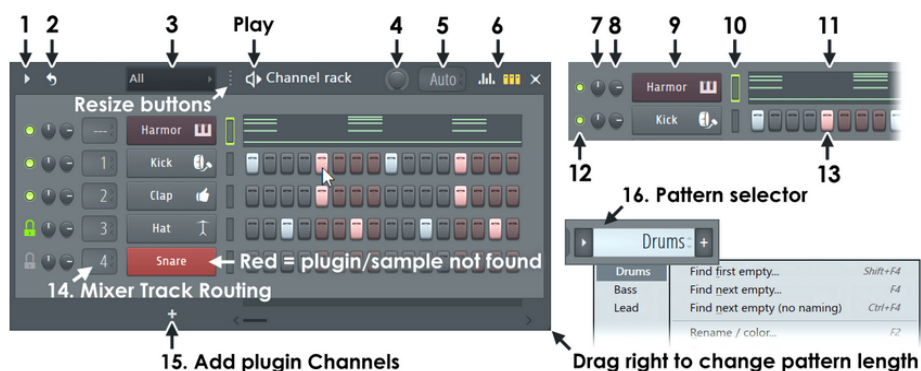 1 2 3 Play 4 5 6
All Channel rack Auto
Resize buttons
--- Harmor
1 Kick
2 Clap
3 Hat
4 Snare Red = plugin/sample not found
14. Mixer Track Routing
+
15. Add plugin Channels
7 8 9 10 11
Harmor
Kick
12 13
16. Pattern selector
Drums +
Drums Find first empty... Shift+F4
Bass Find next empty... F4
Lead Find next empty (no naming) Ctrl+F4
Rename / color... F2
Drag right to change pattern length